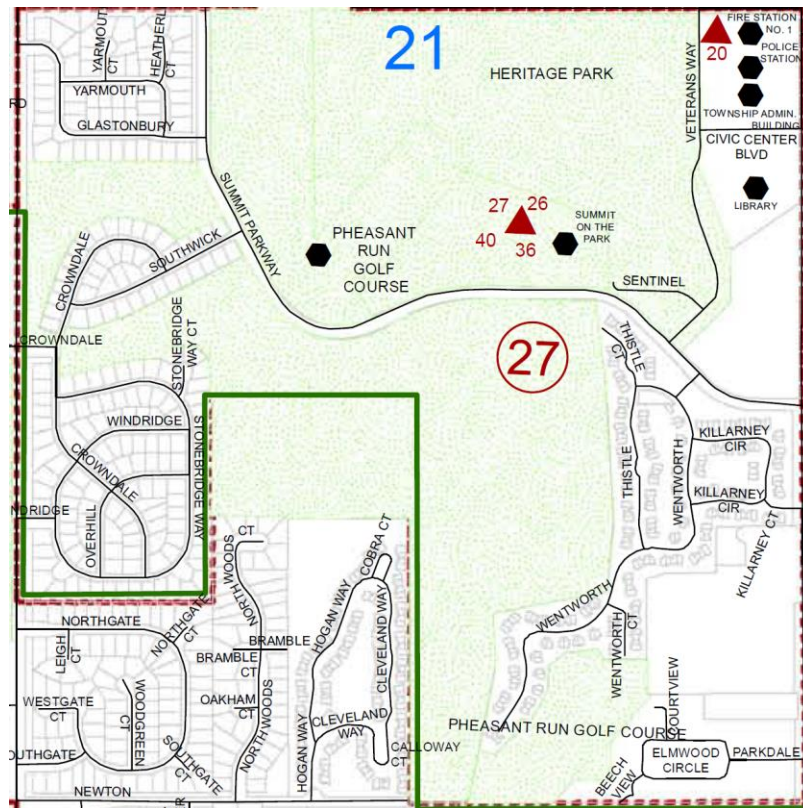 21
HERITAGE PARK
FIRE STATION
NO. 1
20
POLICE
STATION
TOWNSHIP ADMIN.
BUILDING
VETERANS WAY
CIVIC CENTER
BLVD
LIBRARY
YARMOUTH
CT
HEATHERL
CT
YARMOUTH
GLASTONBURY
RD
SUMMIT PARKWAY
27 26
40 36
SUMMIT
ON THE
PARK
PHEASANT
RUN
GOLF
COURSE
SOUTHWICK
CROWNDALE
SENTINEL
CROWNDALE
STONEBRIDGE
WAY CT
27
THISTLE
CT
WINDRIDGE
STONEBRIDGE WAY
CROWNDALE
OVERHILL
NDRIDGE
THISTLE
WENTWORTH
KILLARNEY
CIR
KILLARNEY
CIR
KILLARNEY CT
CT
NORTH WOODS
COBRA CT
HOGAN WAY
CLEVELAND WAY
NORTHGATE
NORTHGATE
CT
LEIGH
CT
BRAMBLE
BRAMBLE
CT
WENTWORTH
WENTWORTH
CT
WESTGATE
CT
WOODGREEN
CT
OAKHAM
CT
NORTH WOODS
HOGAN WAY
CLEVELAND
WAY
CALLOWAY
CT
OUTHGATE
SOUTHGATE
CT
NEWTON
PHEASANT RUN GOLF COURSE
COURTVIEW
ELMWOOD
CIRCLE
PARKDALE
BEECH
VIEW